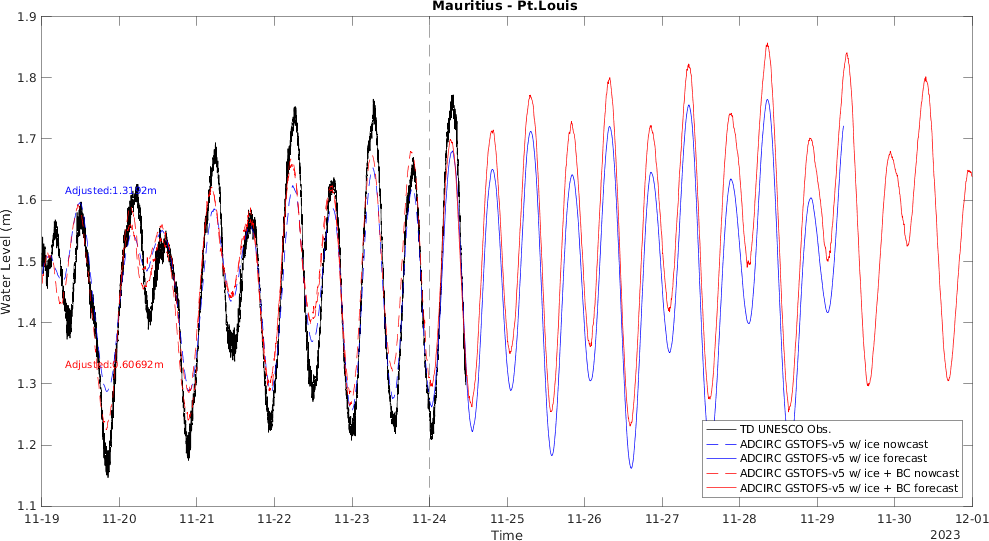 Mauritius - Pt.Louis
1.9
1.8
1.7
1.6
1.5
1.4
1.3
1.2
1.1
Water Level (m)
Adjusted:1.3192m
Adjusted:0.60692m
TD UNESCO Obs.
ADCIRC GSTOFS-v5 w/ ice nowcast
ADCIRC GSTOFS-v5 w/ ice forecast
ADCIRC GSTOFS-v5 w/ ice + BC nowcast
ADCIRC GSTOFS-v5 w/ ice + BC forecast
11-19 11-20 11-21 11-22 11-23 11-24 11-25 11-26 11-27 11-28 11-29 11-30 12-01
Time
2023